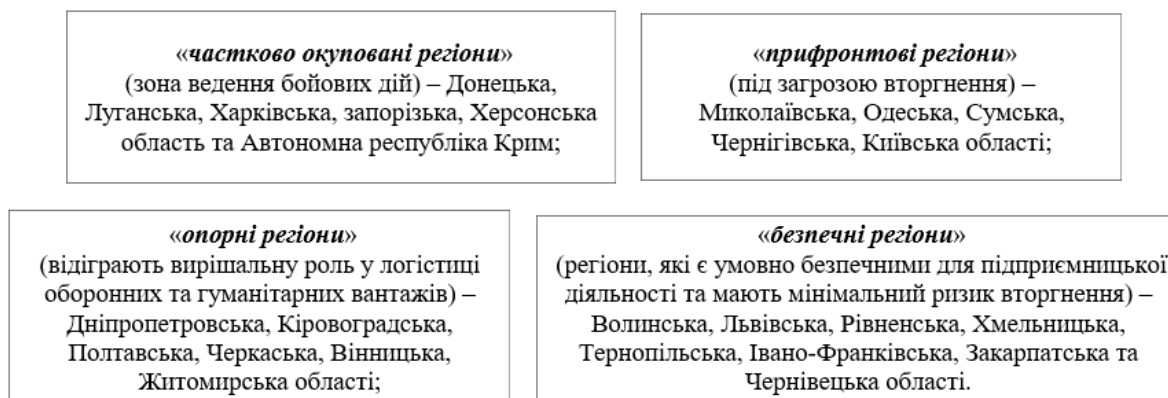 «частково окуповані регіони»
(зона ведення бойових дій) – Донецька,
Луганська, Харківська, запорізька, Херсонська
область та Автономна республіка Крим;
«прифронтові регіони»
(під загрозою вторгнення) –
Миколаївська, Одеська, Сумська,
Чернігівська, Київська області;
«опорні регіони»
(відіграють вирішальну роль у логістиці
оборонних та гуманітарних вантажів) –
Дніпропетровська, Кіровоградська,
Полтавська, Черкаська, Вінницька,
Житомирська області;
«безпечні регіони»
(регіони, які є умовно безпечними для підприємницької
діяльності та мають мінімальний ризик вторгнення) –
Волинська, Львівська, Рівненська, Хмельницька,
Тернопільська, Івано-Франківська, Закарпатська та
Чернівецька області.